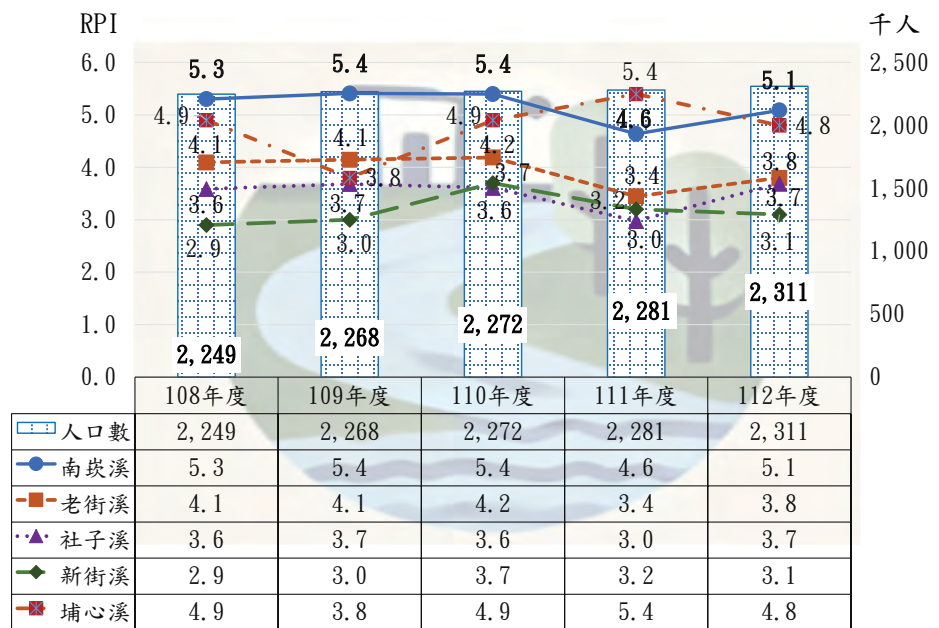 RPI 千人
6.0 5.3 5.4 5.4 5.4 5.1 2,500
5.0 4.9 4.9 4.6 4.8 2,000
4.1 4.1 4.2
4.0 3.8 3.7 3.4 3.8 1,500
3.6 3.7 3.6 3.2 3.7
3.0 2.9 3.0 3.0 3.1 1,000
2.0
2,249 2,268 2,272 2,281 2,311
1.0 500
0.0 0
108年度 109年度 110年度 111年度 112年度
人口數 2,249 2,268 2,272 2,281 2,311
南崁溪 5.3 5.4 5.4 4.6 5.1
老街溪 4.1 4.1 4.2 3.4 3.8
社子溪 3.6 3.7 3.6 3.0 3.7
新街溪 2.9 3.0 3.7 3.2 3.1
埔心溪 4.9 3.8 4.9 5.4 4.8